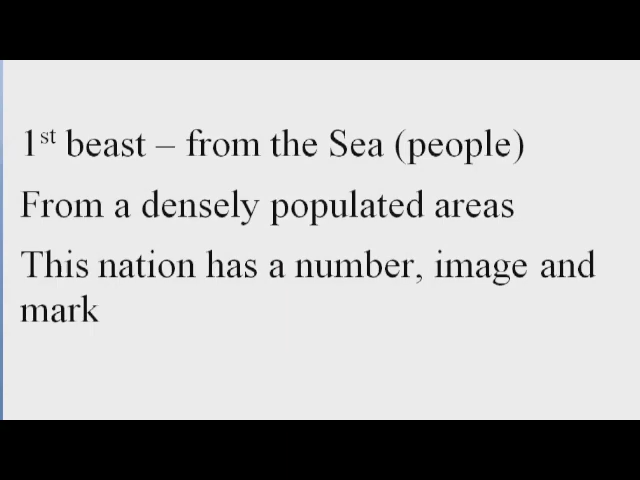 1st beast – from the Sea (people)
From a densely populated areas
This nation has a number, image and
mark